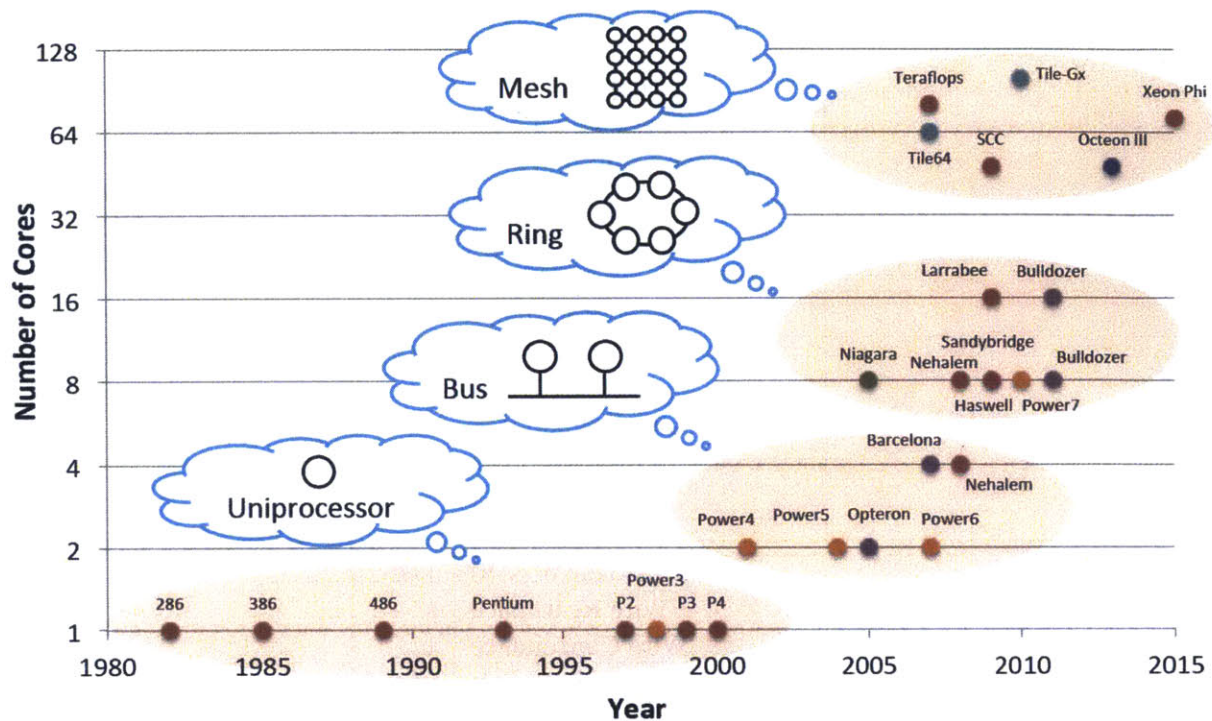 128
Mesh
Teraflops
Tile-Gx
Xeon Phi
64
Tile64
SCC
Octeon III
32
Ring
Larrabee
Bulldozer
16
Bus
Niagara
Nehalem
Sandybridge
Bulldozer
8
Haswell
Power7
Barcelona
4
Nehalem
Uniprocessor
Power4
Power5
Opteron
Power6
2
286
386
486
Pentium
P2
Power3
P3
P4
1
1980
1985
1990
1995
2000
2005
2010
2015
Year
Number of Cores